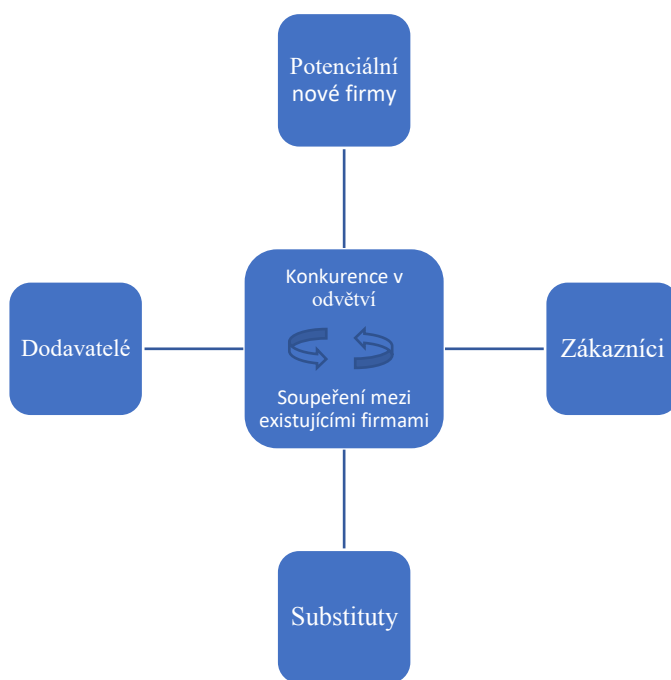 Potenciální
nové firmy
Konkurence v
odvětví
Dodavatelé
Zákazníci
Soupeření mezi
existujícími firmami
Substituty